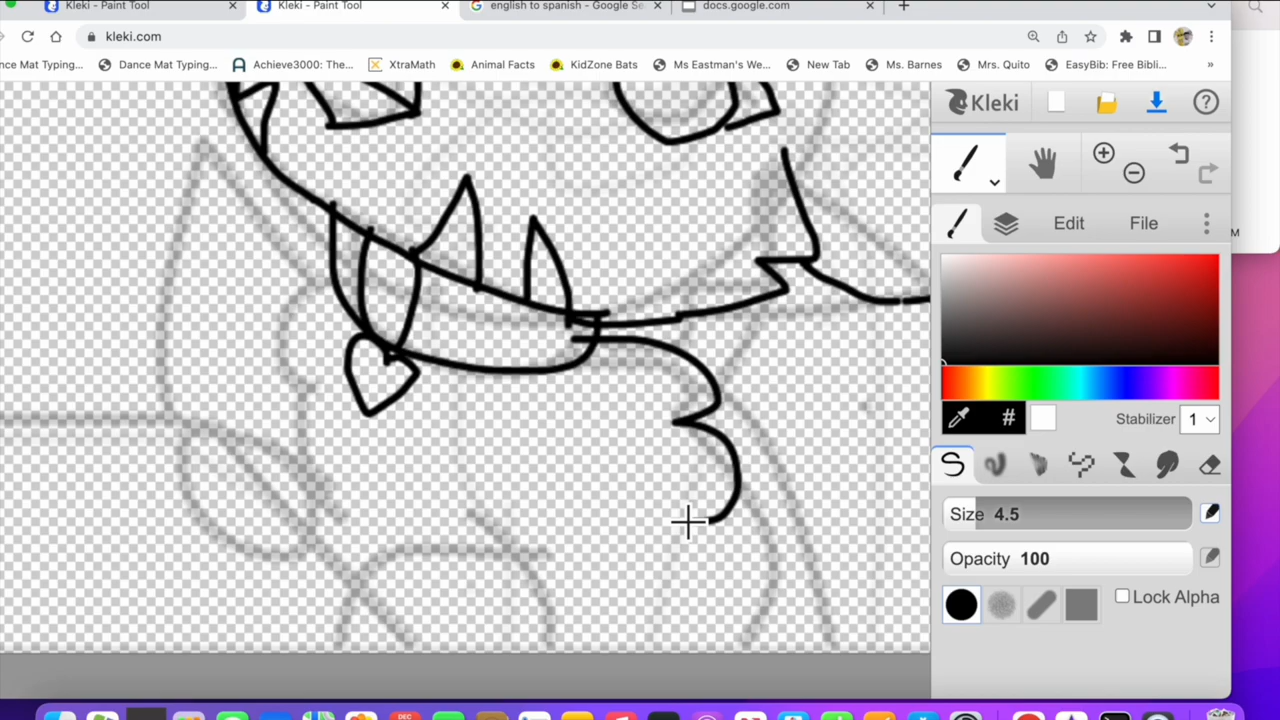 Kleki - Paint Tool × Kleki - Paint Tool × english to spanish - Google Se × docs.google.com × +
kleki.com
nce Mat Typing... Dance Mat Typing... Achieve3000: The... XtraMath Animal Facts KidZone Bats Ms Eastman's We... New Tab Ms. Barnes Mrs. Quito EasyBib: Free Bibli... »
Kleki ?
Edit File
M
#
Stabilizer 1
Size 4.5
Opacity 100
Lock Alpha
DEC